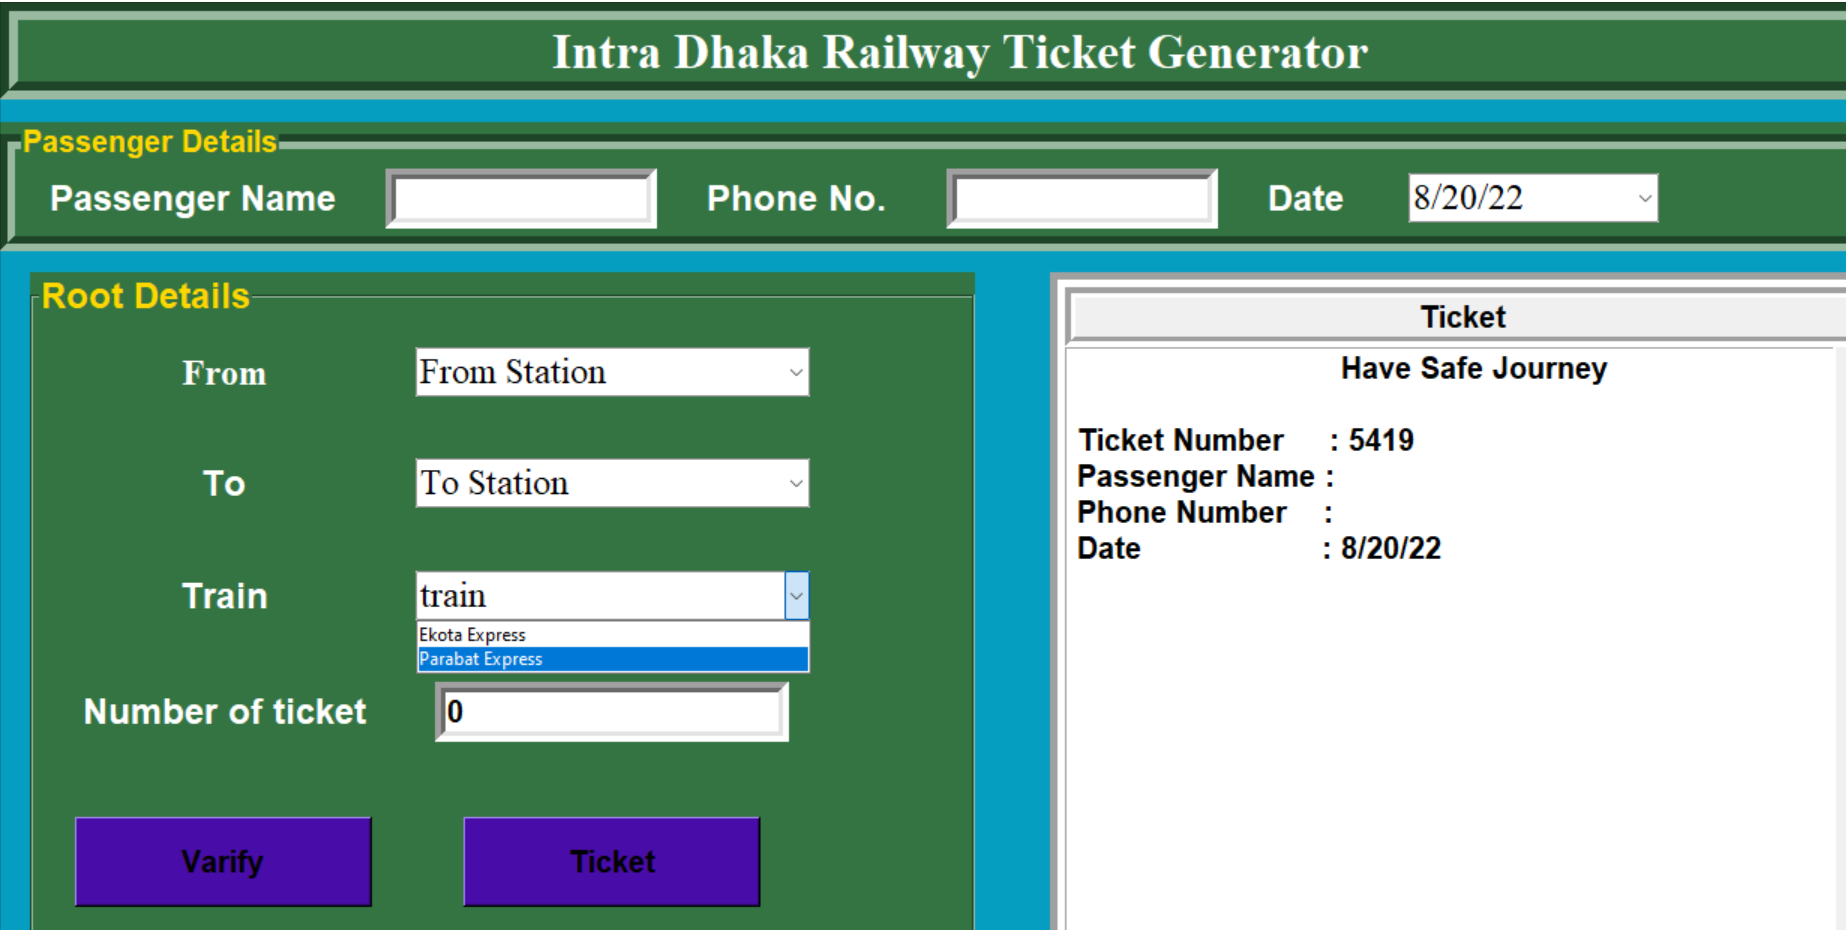 Intra Dhaka Railway Ticket Generator
Passenger Details
Passenger Name Phone No. Date 8/20/22
Root Details
From From Station
To To Station
Train train
Ekota Express
Parabat Express
Number of ticket 0
Varify Ticket
Ticket
Have Safe Journey
Ticket Number : 5419
Passenger Name :
Phone Number :
Date : 8/20/22